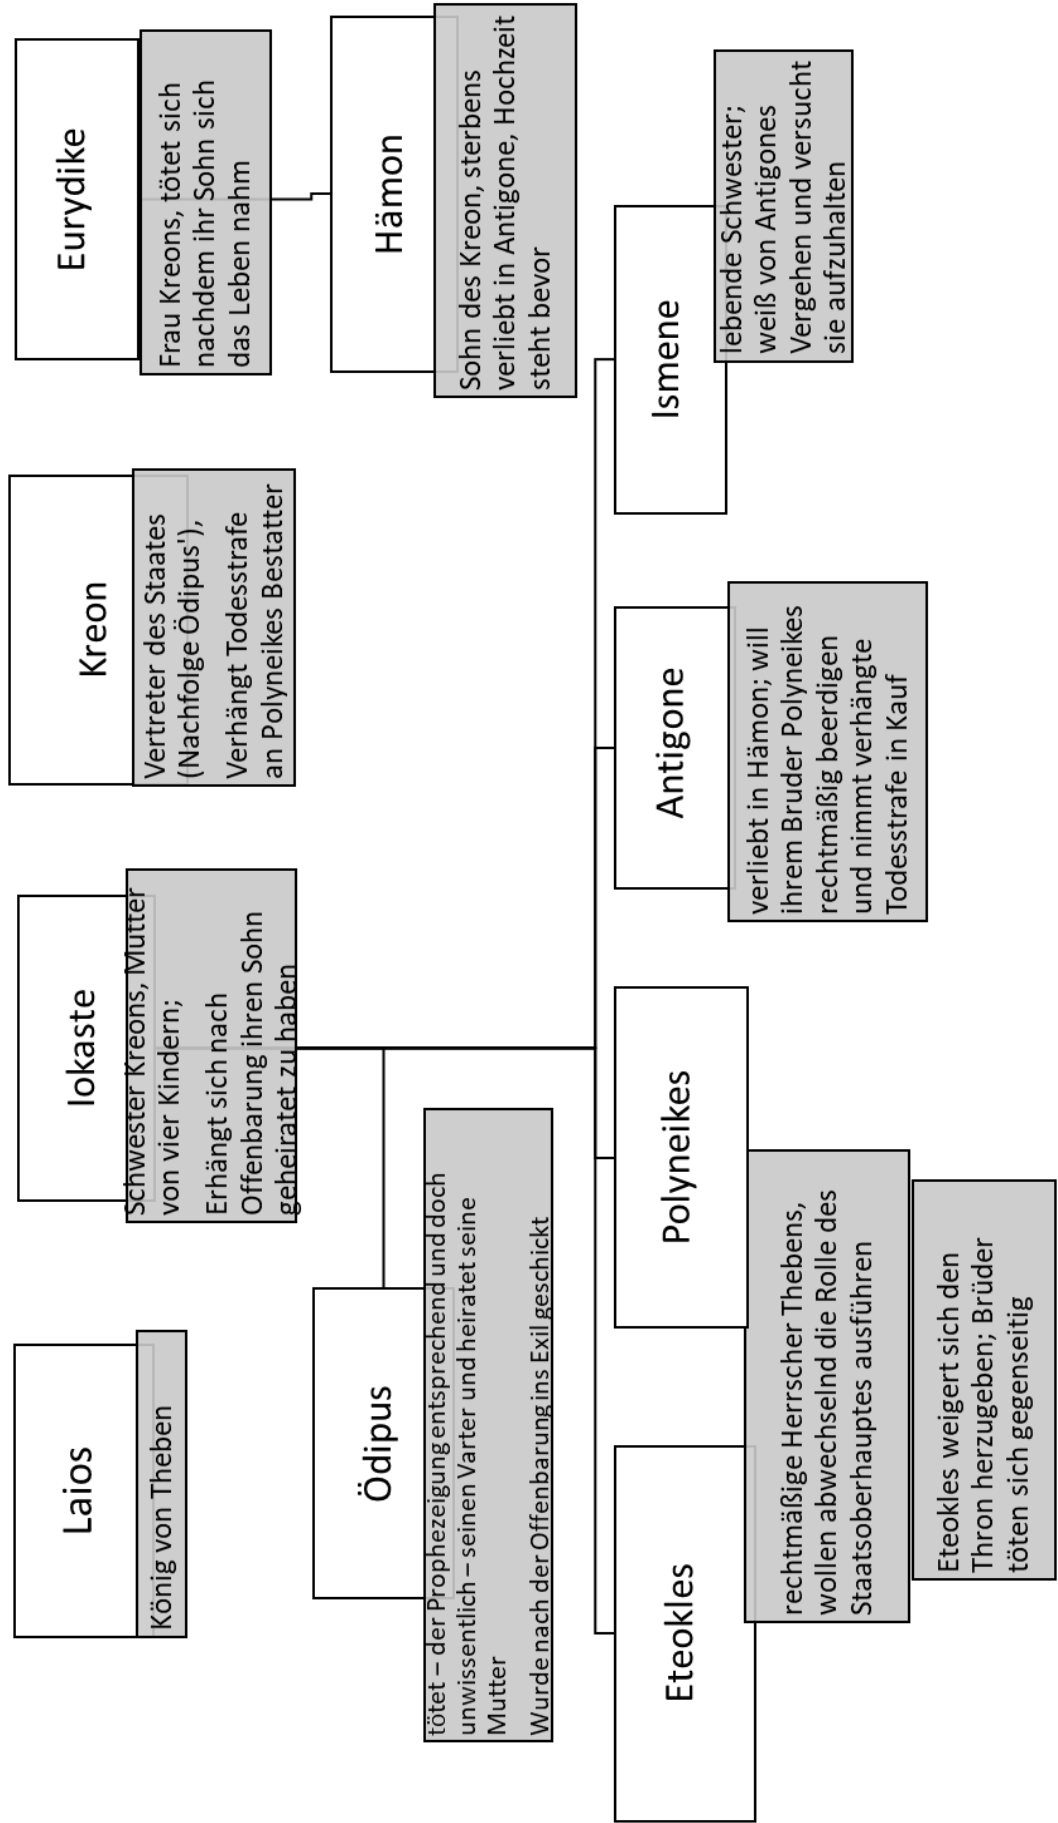 Laios
König von Theben
Iokaste
Schwester Kreons, Mutter
von vier Kindern;
Erhängt sich nach
Offenbarung ihren Sohn
geheiratet zu haben
Kreon
Vertreter des Staates
(Nachfolge Ödipus'),
Verhängt Todesstrafe
an Polyneikes Bestatter
Eurydike
Frau Kreons, tötet sich
nachdem ihr Sohn sich
das Leben nahm
Ödipus
tötet – der Prophezeigung entsprechend und doch
unwissentlich – seinen Varter und heiratet seine
Mutter
Wurde nach der Offenbarung ins Exil geschickt
Hämon
Sohn des Kreon, sterbens
verliebt in Antigone, Hochzeit
steht bevor
Eteokles
Polyneikes
rechtmäßige Herrscher Thebens,
wollen abwechselnd die Rolle des
Staatsoberhauptes ausführen
Eteokles weigert sich den
Thron herzugeben; Brüder
töten sich gegenseitig
Antigone
verliebt in Hämon; will
ihrem Bruder Polyneikes
rechtmäßig beerdigen
und nimmt verhängte
Todesstrafe in Kauf
Ismene
lebende Schwester;
weiß von Antigones
Vergehen und versucht
sie aufzuhalten